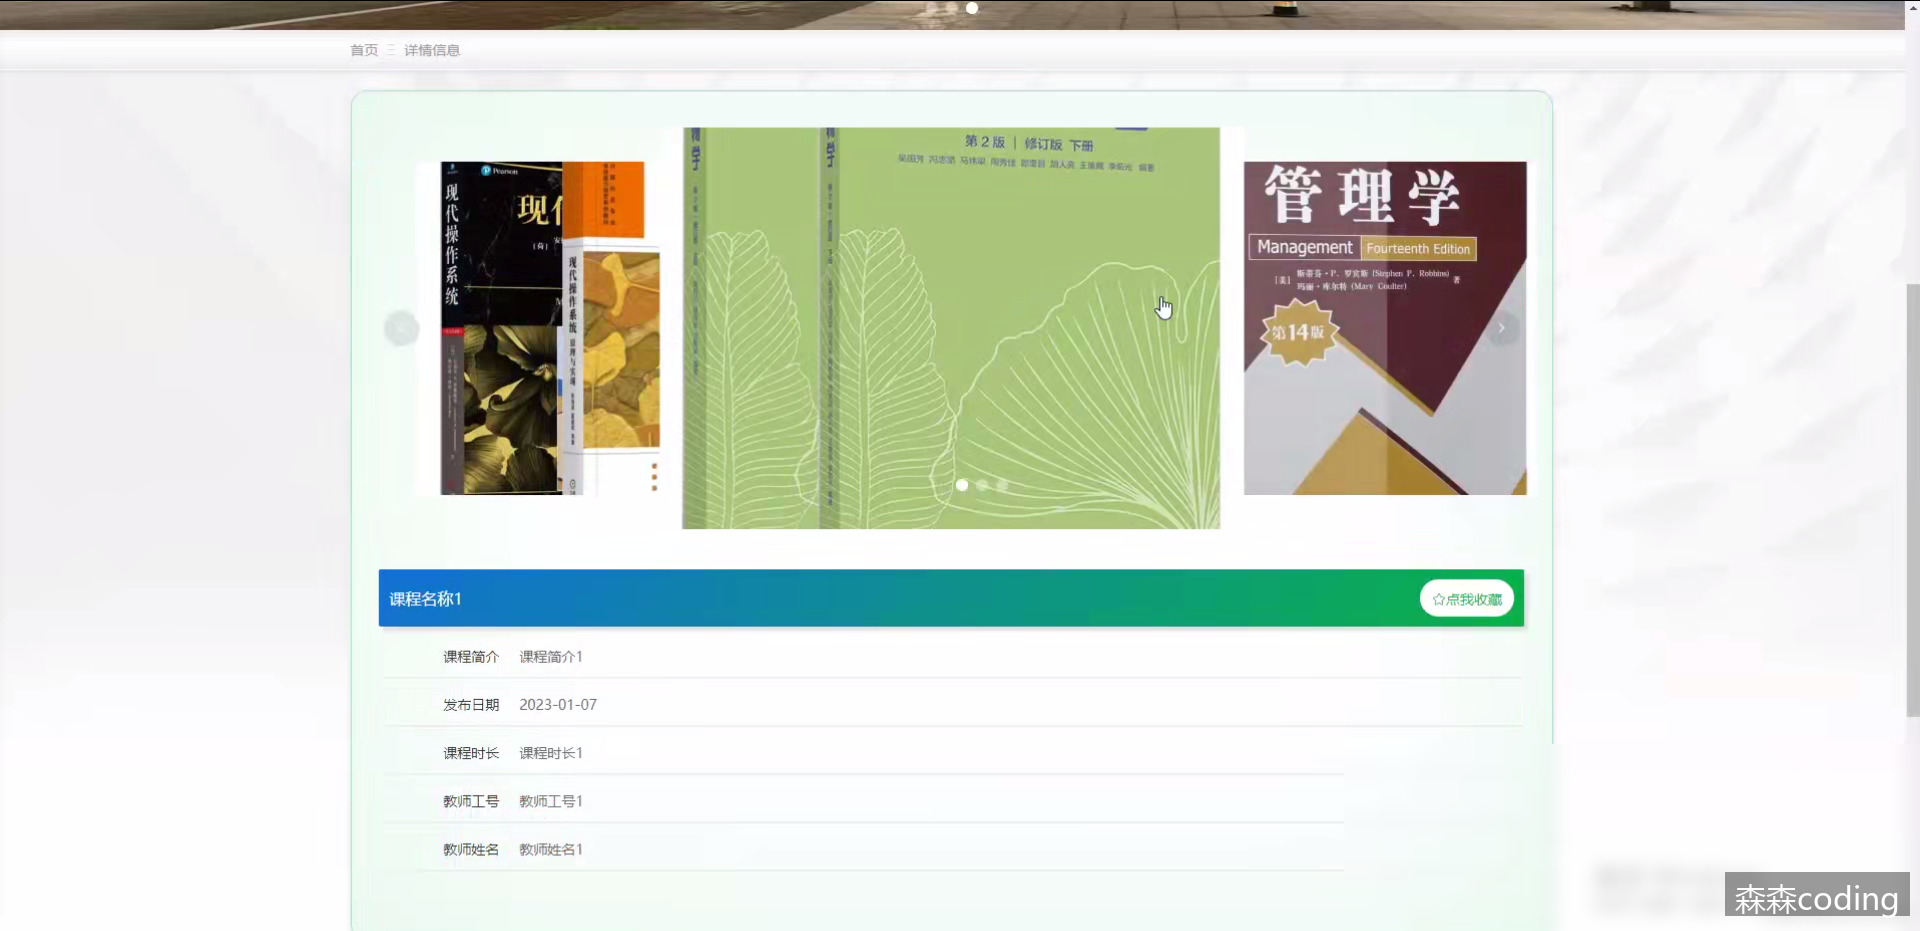 首页 详情信息
Pearson
现代操作系统
现代操作系统 原理与实现
第2版 | 修订版 下册
管理学
Management Fourteenth Edition
[美] 斯蒂芬·P. 罗宾斯 (Stephen P. Robbins)
玛丽·库尔特 (Mary Coulter) 著
第14版
课程名称1
☆点我收藏
课程简介 课程简介1
发布日期 2023-01-07
课程时长 课程时长1
教师工号 教师工号1
教师姓名 教师姓名1
森森coding